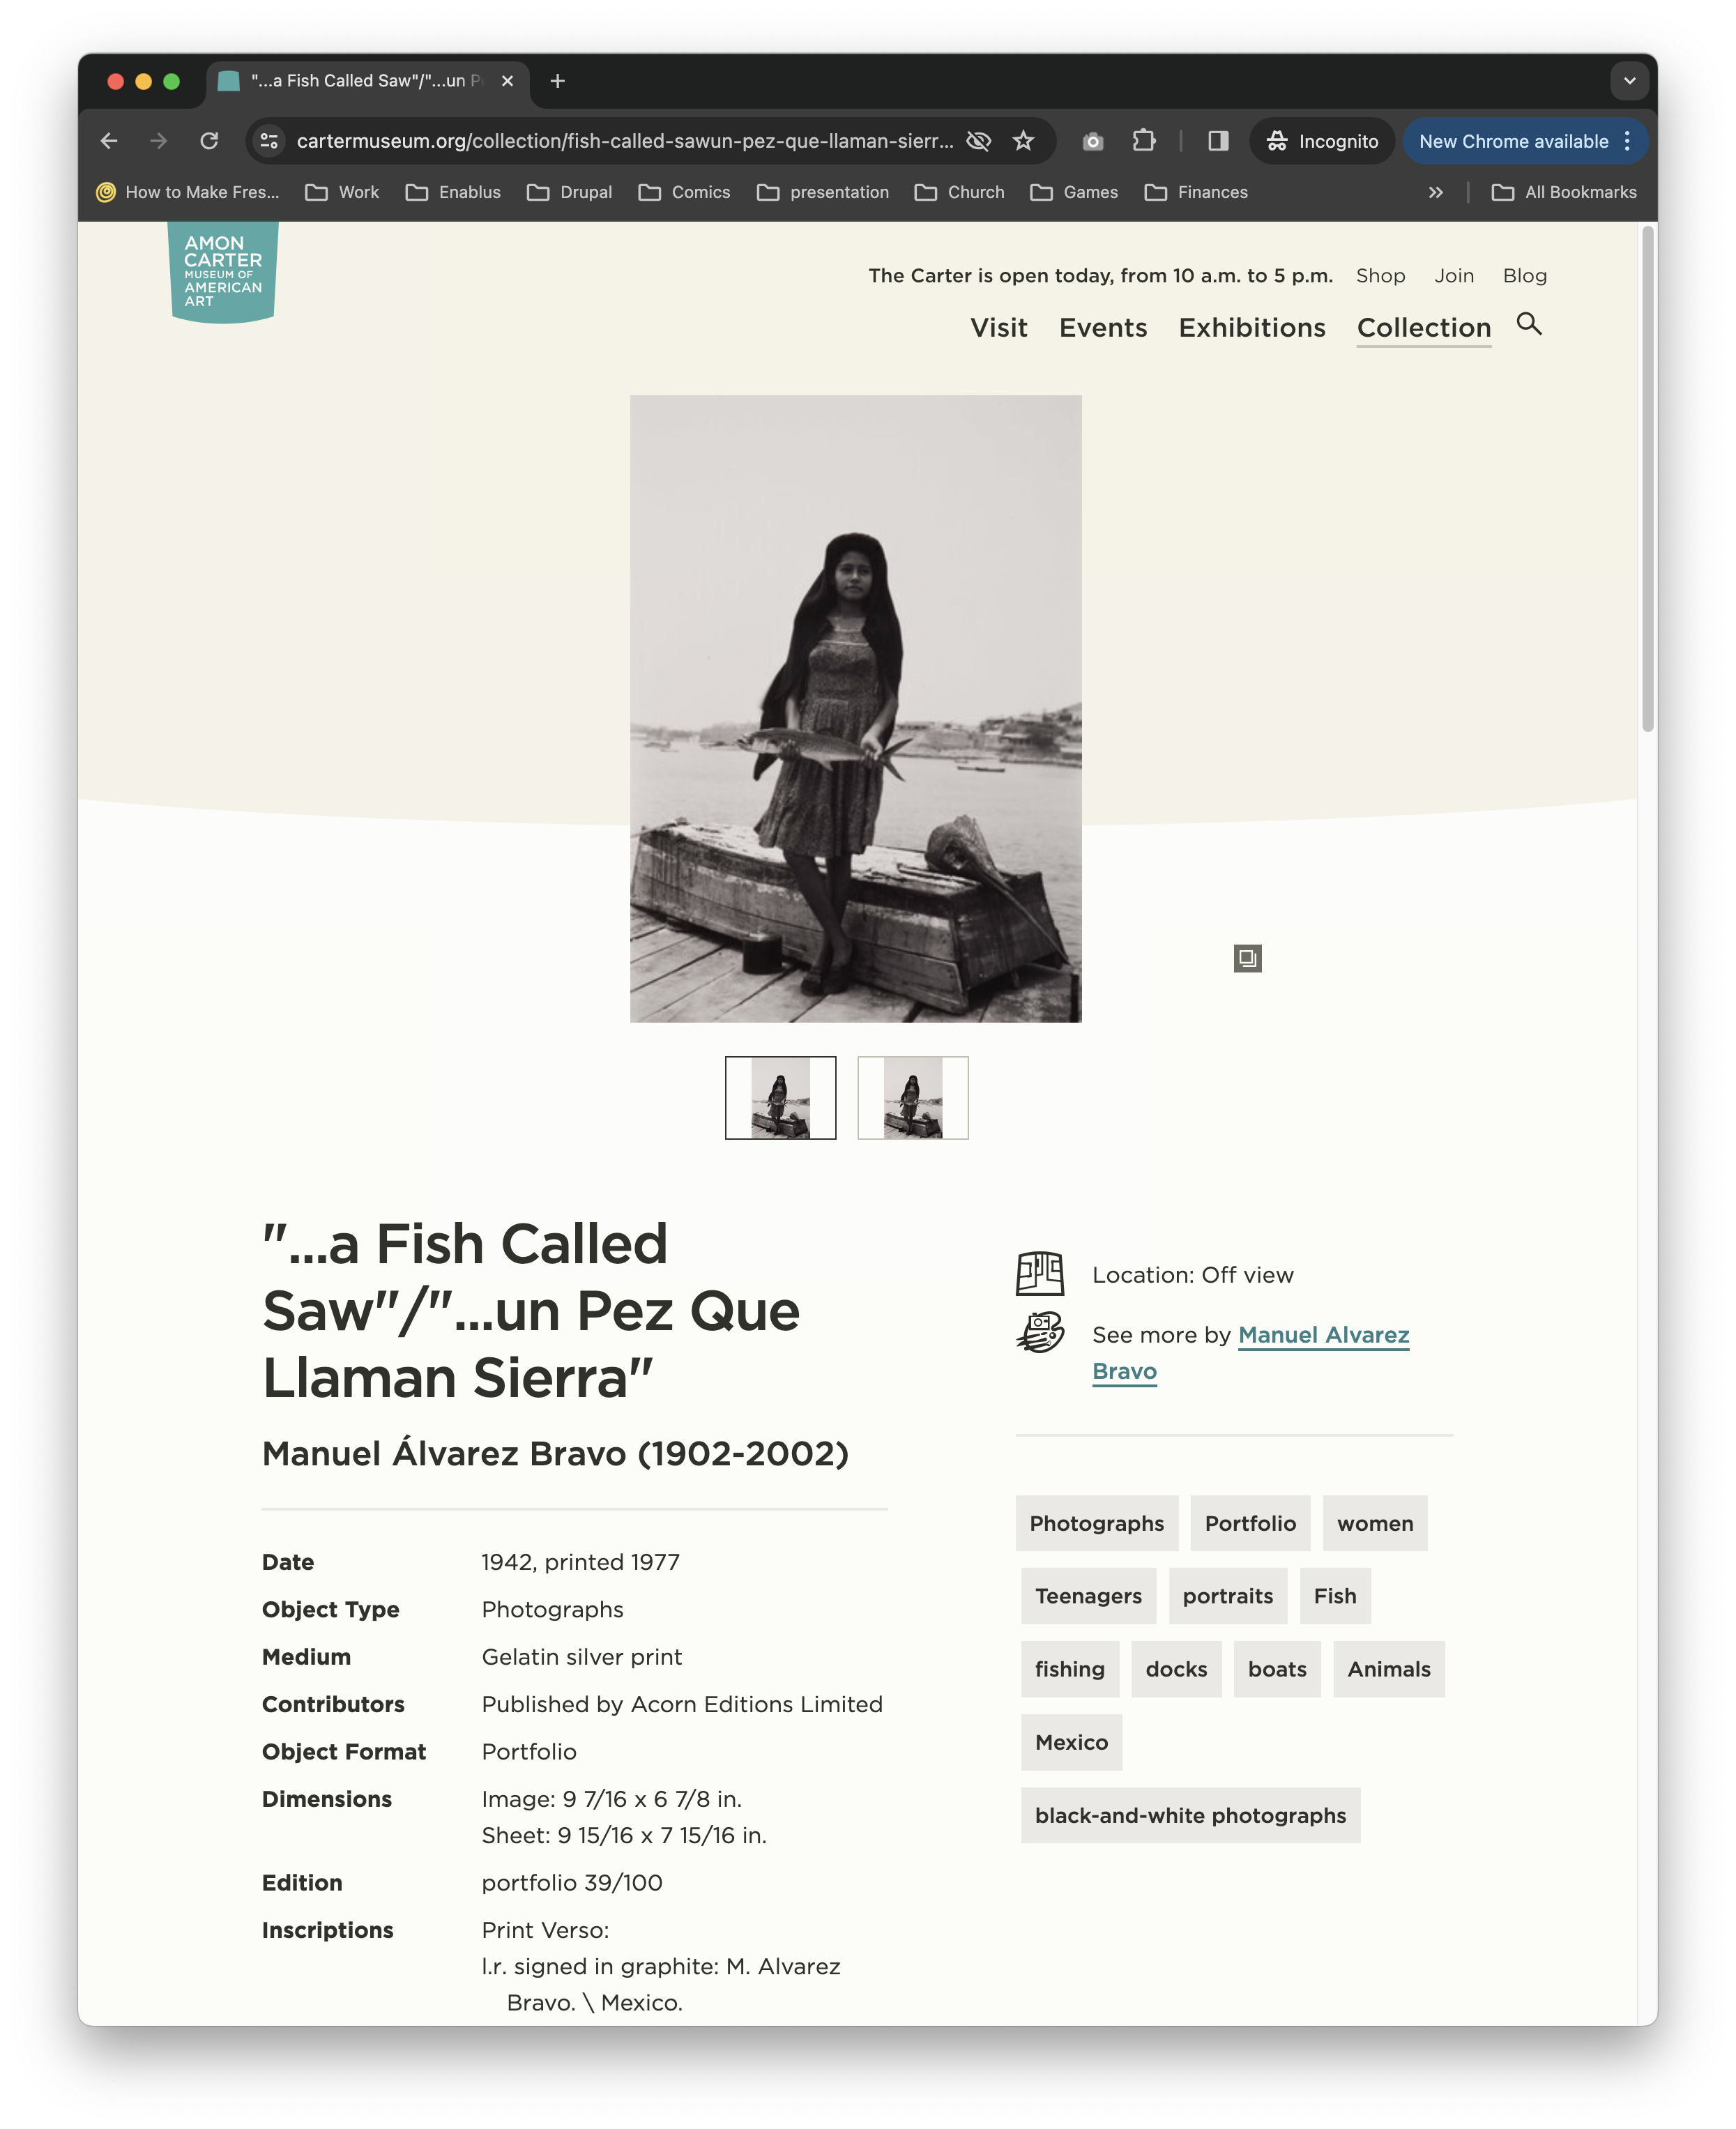 "...a Fish Called Saw"/"...un P
cartermuseum.org/collection/fish-called-sawun-pez-que-llaman-sierr...
Incognito
New Chrome available
How to Make Fres...
Work
Enablus
Drupal
Comics
presentation
Church
Games
Finances
All Bookmarks
AMON
CARTER
MUSEUM OF
AMERICAN
ART
The Carter is open today, from 10 a.m. to 5 p.m.
Shop
Join
Blog
Visit
Events
Exhibitions
Collection
"...a Fish Called
Saw"/"...un Pez Que
Llaman Sierra"
Manuel Álvarez Bravo (1902-2002)
Date 1942, printed 1977
Object Type Photographs
Medium Gelatin silver print
Contributors Published by Acorn Editions Limited
Object Format Portfolio
Dimensions Image: 9 7/16 x 6 7/8 in.
Sheet: 9 15/16 x 7 15/16 in.
Edition portfolio 39/100
Inscriptions Print Verso:
l.r. signed in graphite: M. Alvarez
Bravo. \ Mexico.
Location: Off view
See more by Manuel Alvarez
Bravo
Photographs
Portfolio
women
Teenagers
portraits
Fish
fishing
docks
boats
Animals
Mexico
black-and-white photographs